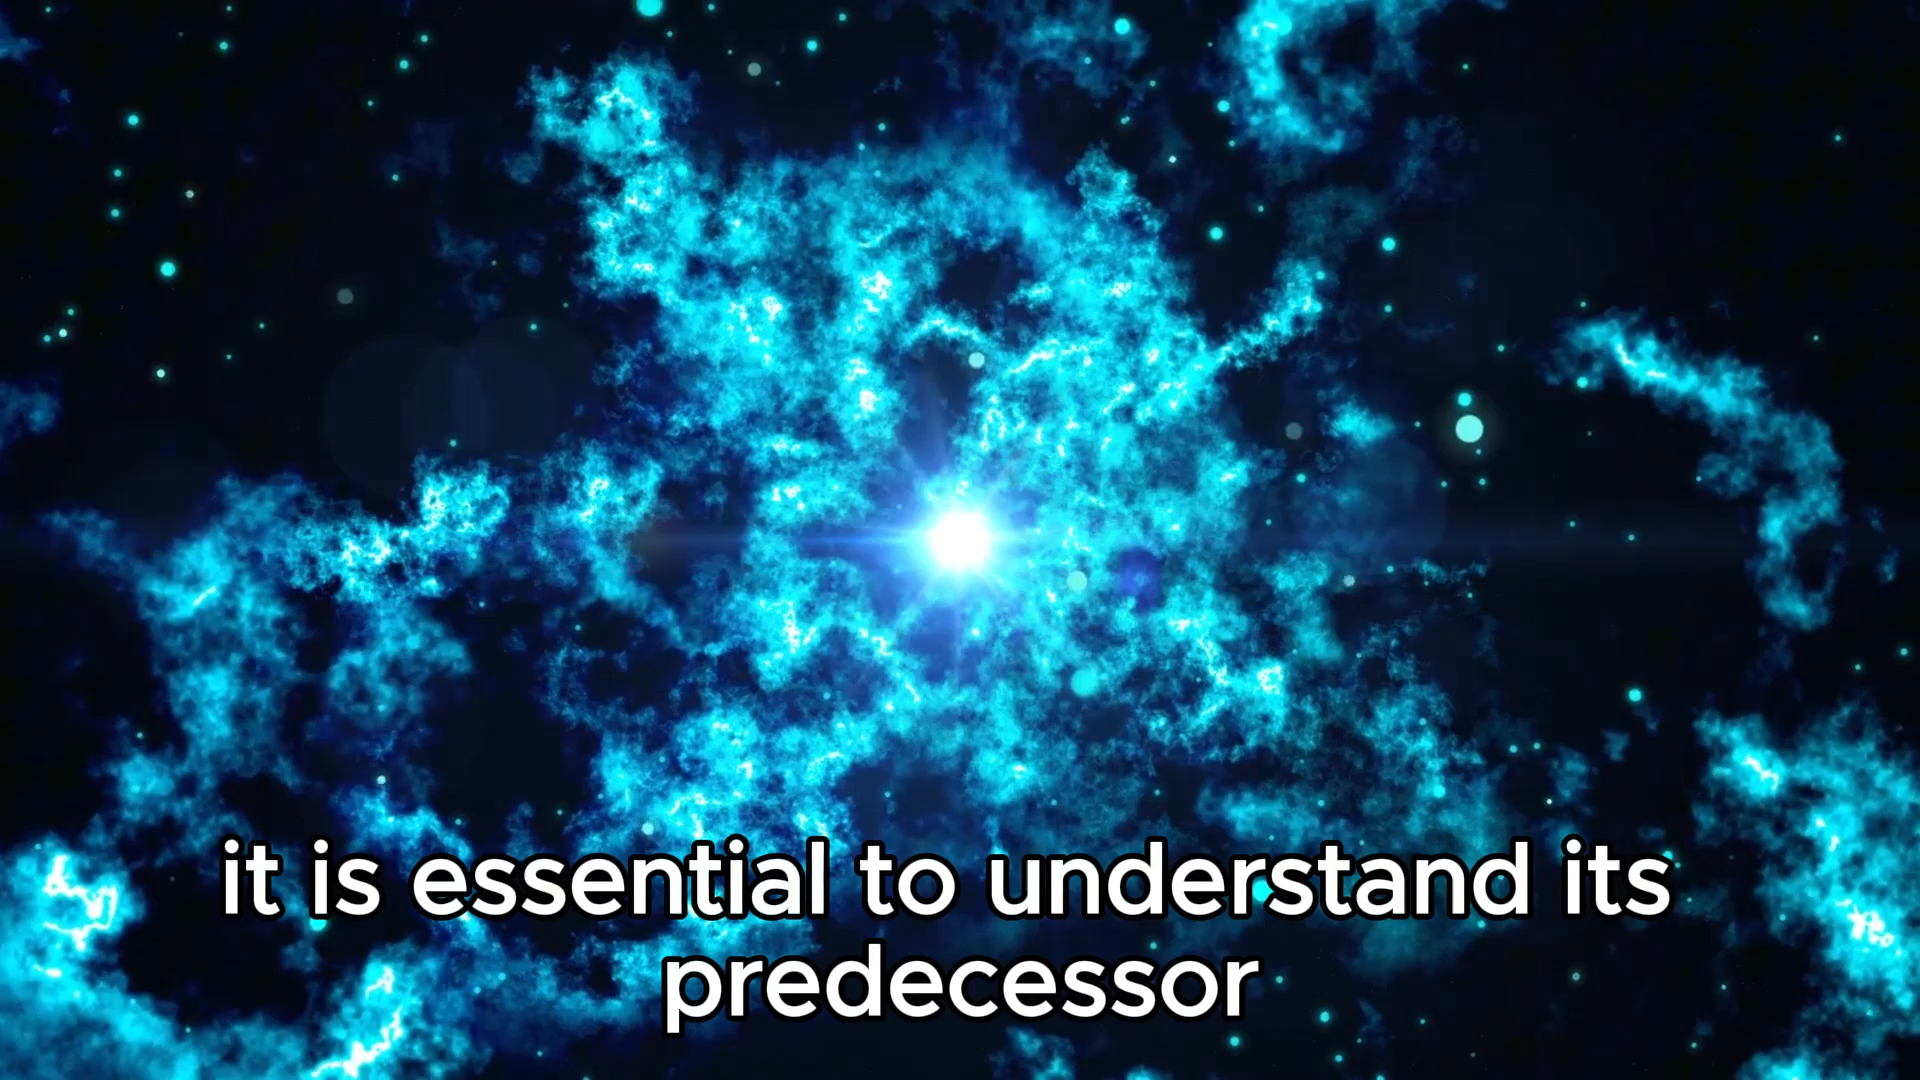 it is essential to understand its
predecessor